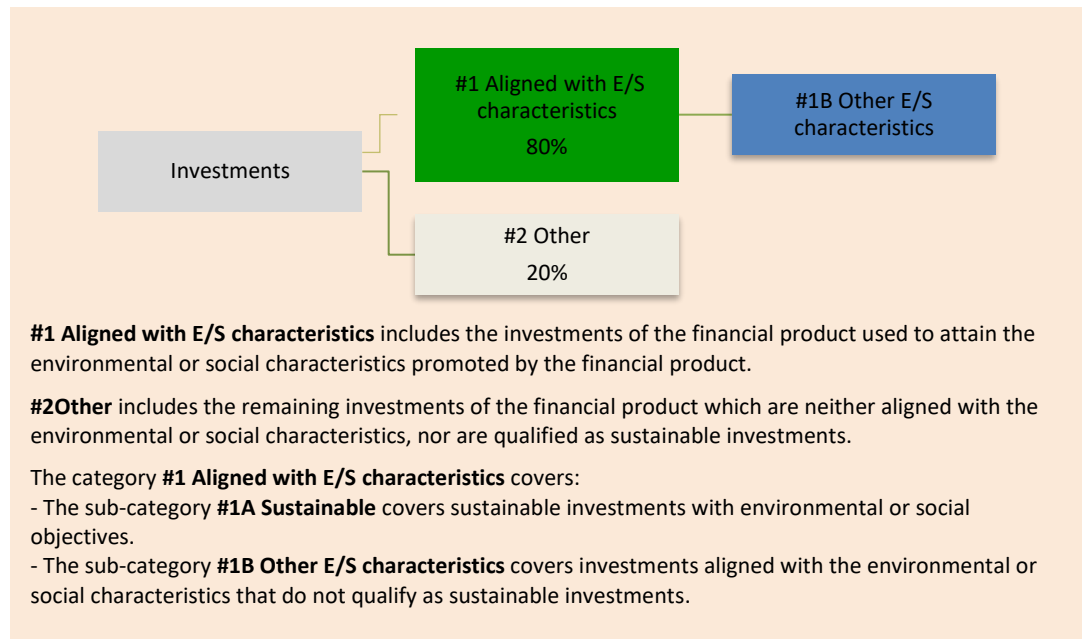 #1 Aligned with E/S
characteristics
80%
#1B Other E/S
characteristics
Investments
#2 Other
20%
#1 Aligned with E/S characteristics includes the investments of the financial product used to attain the
environmental or social characteristics promoted by the financial product.
#2Other includes the remaining investments of the financial product which are neither aligned with the
environmental or social characteristics, nor are qualified as sustainable investments.
The category #1 Aligned with E/S characteristics covers:
- The sub-category #1A Sustainable covers sustainable investments with environmental or social
objectives.
- The sub-category #1B Other E/S characteristics covers investments aligned with the environmental or
social characteristics that do not qualify as sustainable investments.